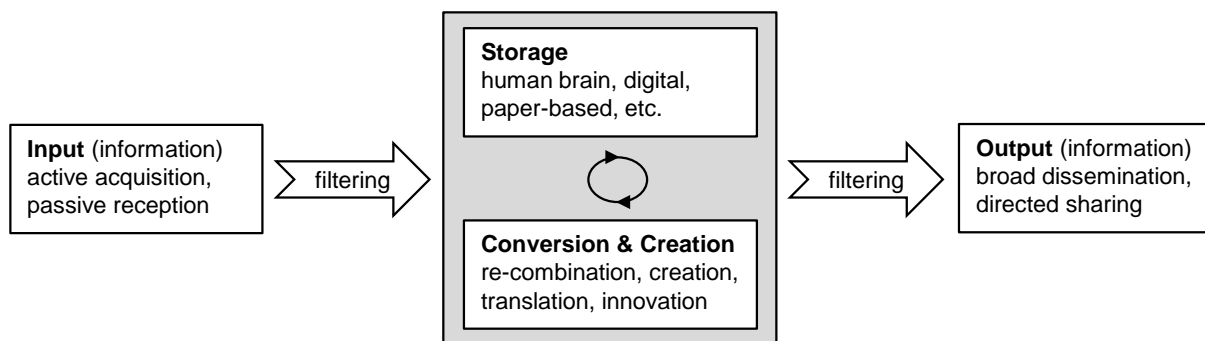 Input (information)
active acquisition,
passive reception
filtering
Storage
human brain, digital,
paper-based, etc.
Conversion & Creation
re-combination, creation,
translation, innovation
filtering
Output (information)
broad dissemination,
directed sharing